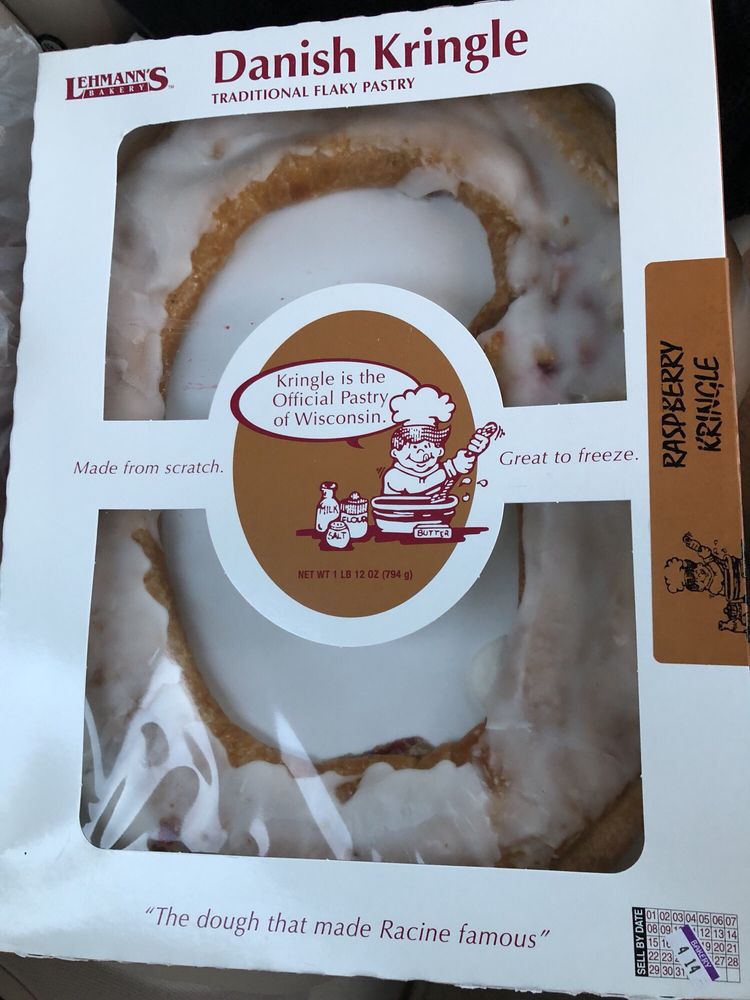 LEHMANN'S
BAKERY™
Danish Kringle
TRADITIONAL FLAKY PASTRY
Kringle is the
Official Pastry
of Wisconsin.
Made from scratch.
Great to freeze.
MILK
FLOUR
SALT
BUTTER
NET WT 1 LB 12 OZ (794 g)
RASPBERRY
KRINGLE
"The dough that made Racine famous"
SELL BY DATE
01 02 03 04 05 06 07
08 09 12 13 14
15 19 20 21
22 23 27 28
29 30 31
BAKERY
4 14